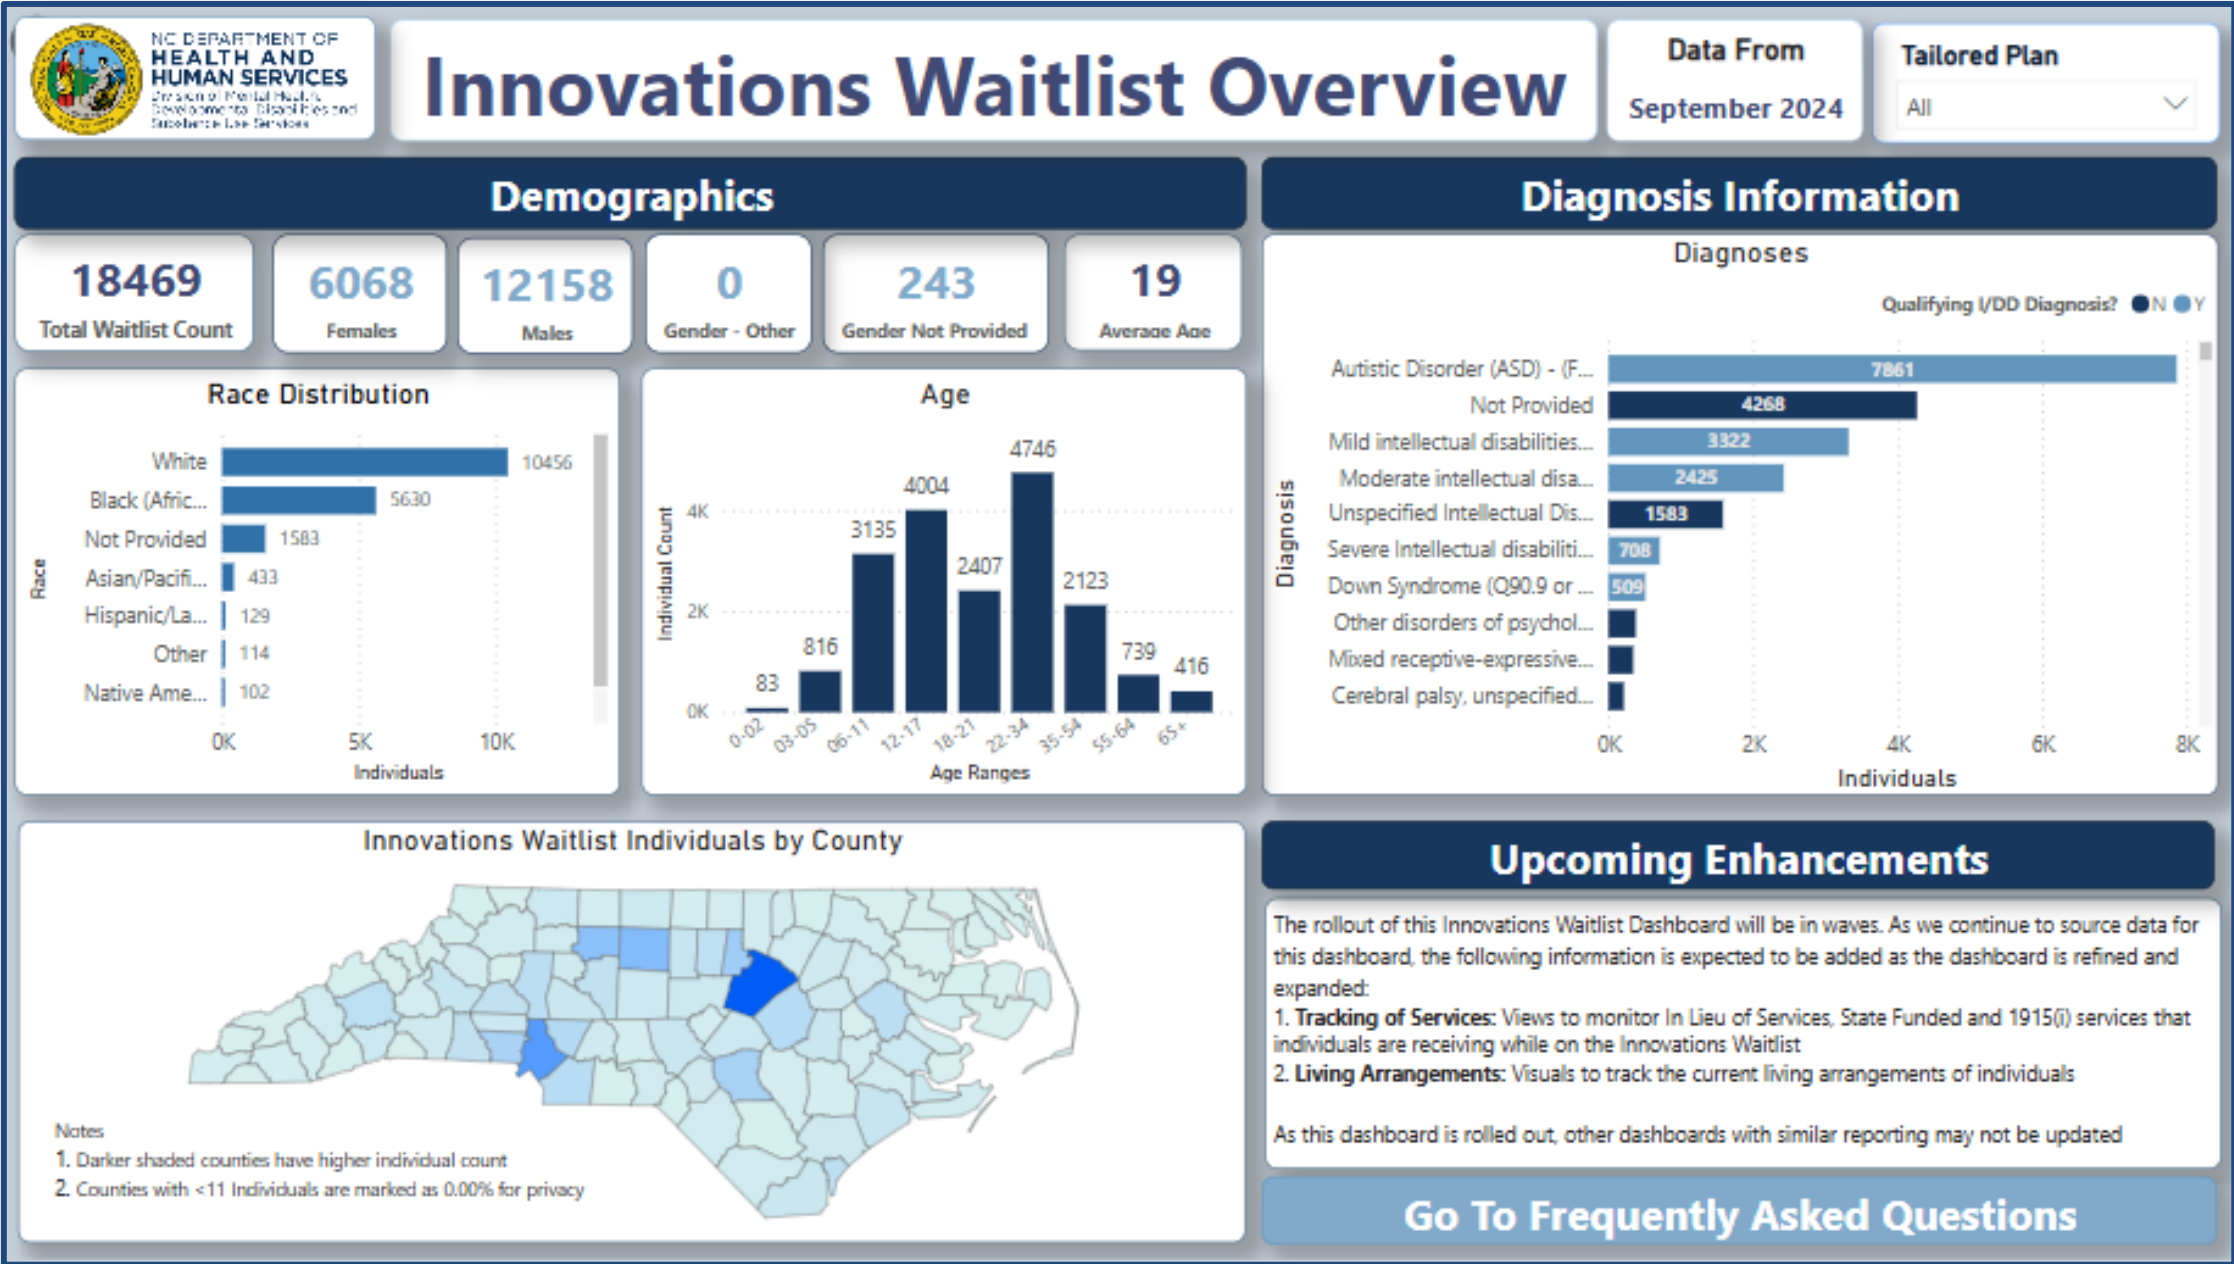 NC DEPARTMENT OF
HEALTH AND
HUMAN SERVICES
Division of Mental Health,
Developmental Disabilities and
Substance Use Services
Innovations Waitlist Overview
Data From
September 2024
Tailored Plan
All
Demographics
18469
Total Waitlist Count
6068
Females
12158
Males
0
Gender - Other
243
Gender Not Provided
19
Average Age
Race Distribution
Race
White 10456
Black (Afric... 5630
Not Provided 1583
Asian/Pacifi... 433
Hispanic/La... 129
Other 114
Native Ame... 102
0K 5K 10K
Individuals
Age
Individual Count
4K
2K
0K
83 816 3135 4004 2407 4746 2123 739 416
0-02 03-05 06-11 12-17 18-21 22-34 35-54 55-64 65+
Age Ranges
Diagnosis Information
Diagnoses
Qualifying I/DD Diagnosis? N Y
Diagnosis
Autistic Disorder (ASD) - (F... 7861
Not Provided 4268
Mild intellectual disabilities... 3322
Moderate intellectual disa... 2425
Unspecified Intellectual Dis... 1583
Severe Intellectual disabiliti... 708
Down Syndrome (Q90.9 or ... 509
Other disorders of psychol...
Mixed receptive-expressive...
Cerebral palsy, unspecified...
0K 2K 4K 6K 8K
Individuals
Innovations Waitlist Individuals by County
Notes
1. Darker shaded counties have higher individual count
2. Counties with <11 Individuals are marked as 0.00% for privacy
Upcoming Enhancements
The rollout of this Innovations Waitlist Dashboard will be in waves. As we continue to source data for
this dashboard, the following information is expected to be added as the dashboard is refined and
expanded:
1. Tracking of Services: Views to monitor In Lieu of Services, State Funded and 1915(i) services that
individuals are receiving while on the Innovations Waitlist
2. Living Arrangements: Visuals to track the current living arrangements of individuals
As this dashboard is rolled out, other dashboards with similar reporting may not be updated
Go To Frequently Asked Questions